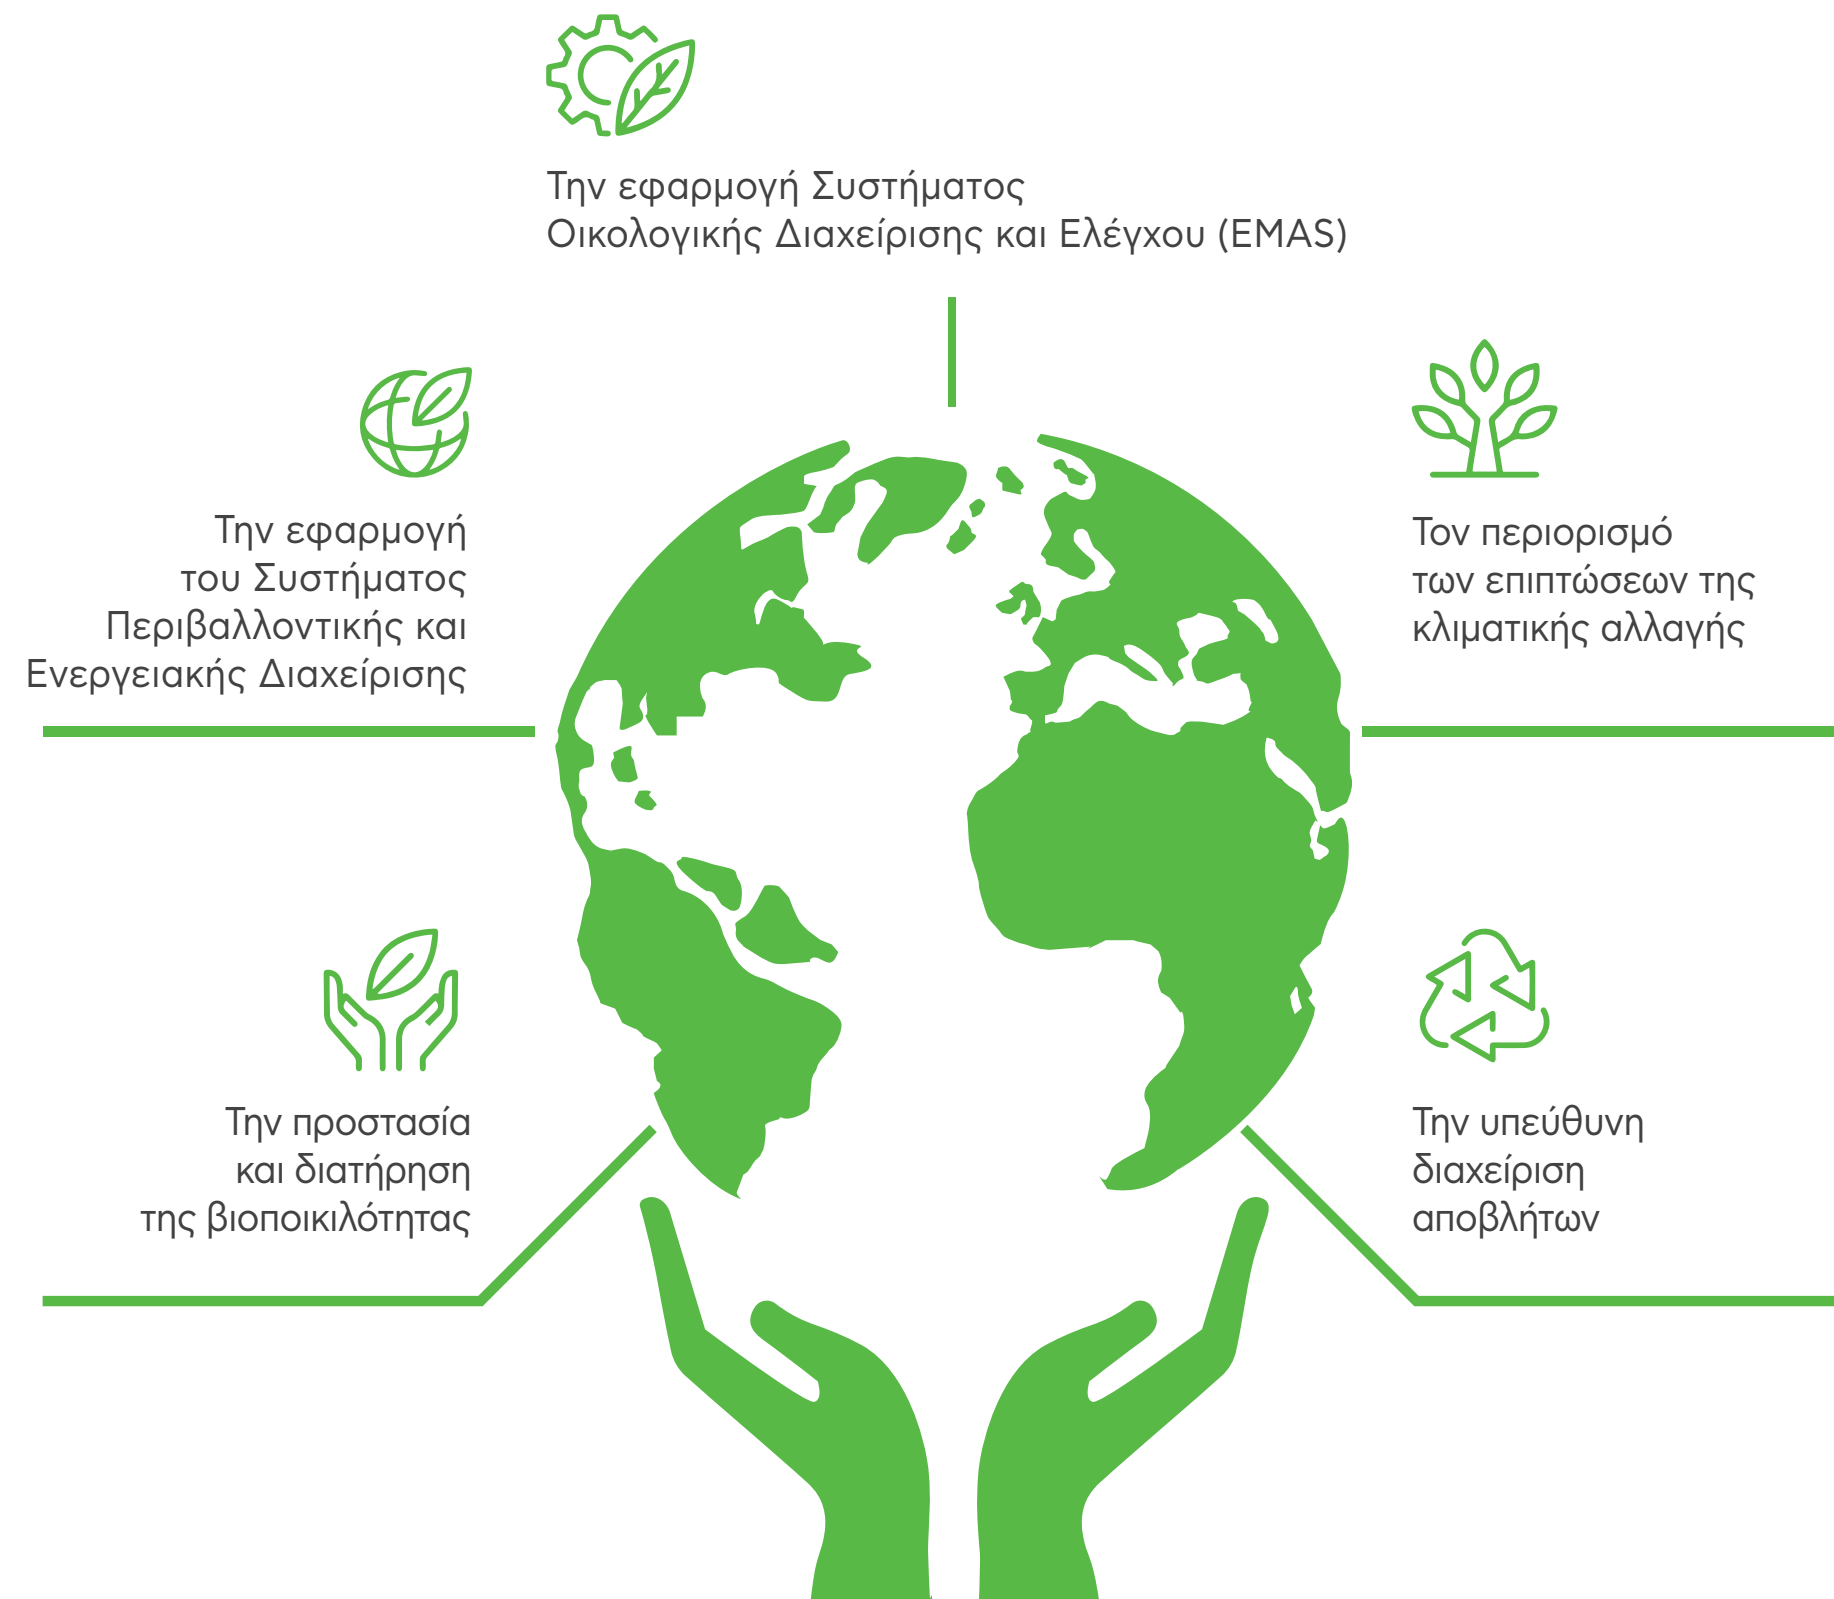 Την εφαρμογή Συστήματος
Οικολογικής Διαχείρισης και Ελέγχου (EMAS)
Την εφαρμογή
του Συστήματος
Περιβαλλοντικής και
Ενεργειακής Διαχείρισης
Τον περιορισμό
των επιπτώσεων της
κλιματικής αλλαγής
Την προστασία
και διατήρηση
της βιοποικιλότητας
Την υπεύθυνη
διαχείριση
αποβλήτων